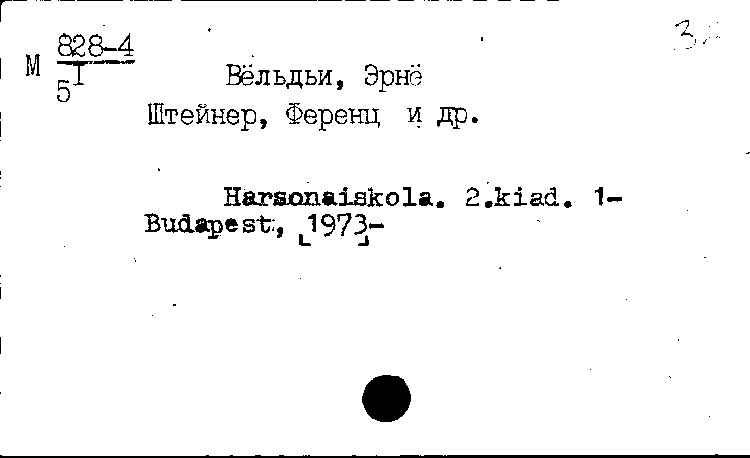 828-4
М
5 I
Вёльдьи, Эрнё
Штейнер, Ференц и др.
Harsonaiskola. 2.kiad. 1-
Budapest, 1973-